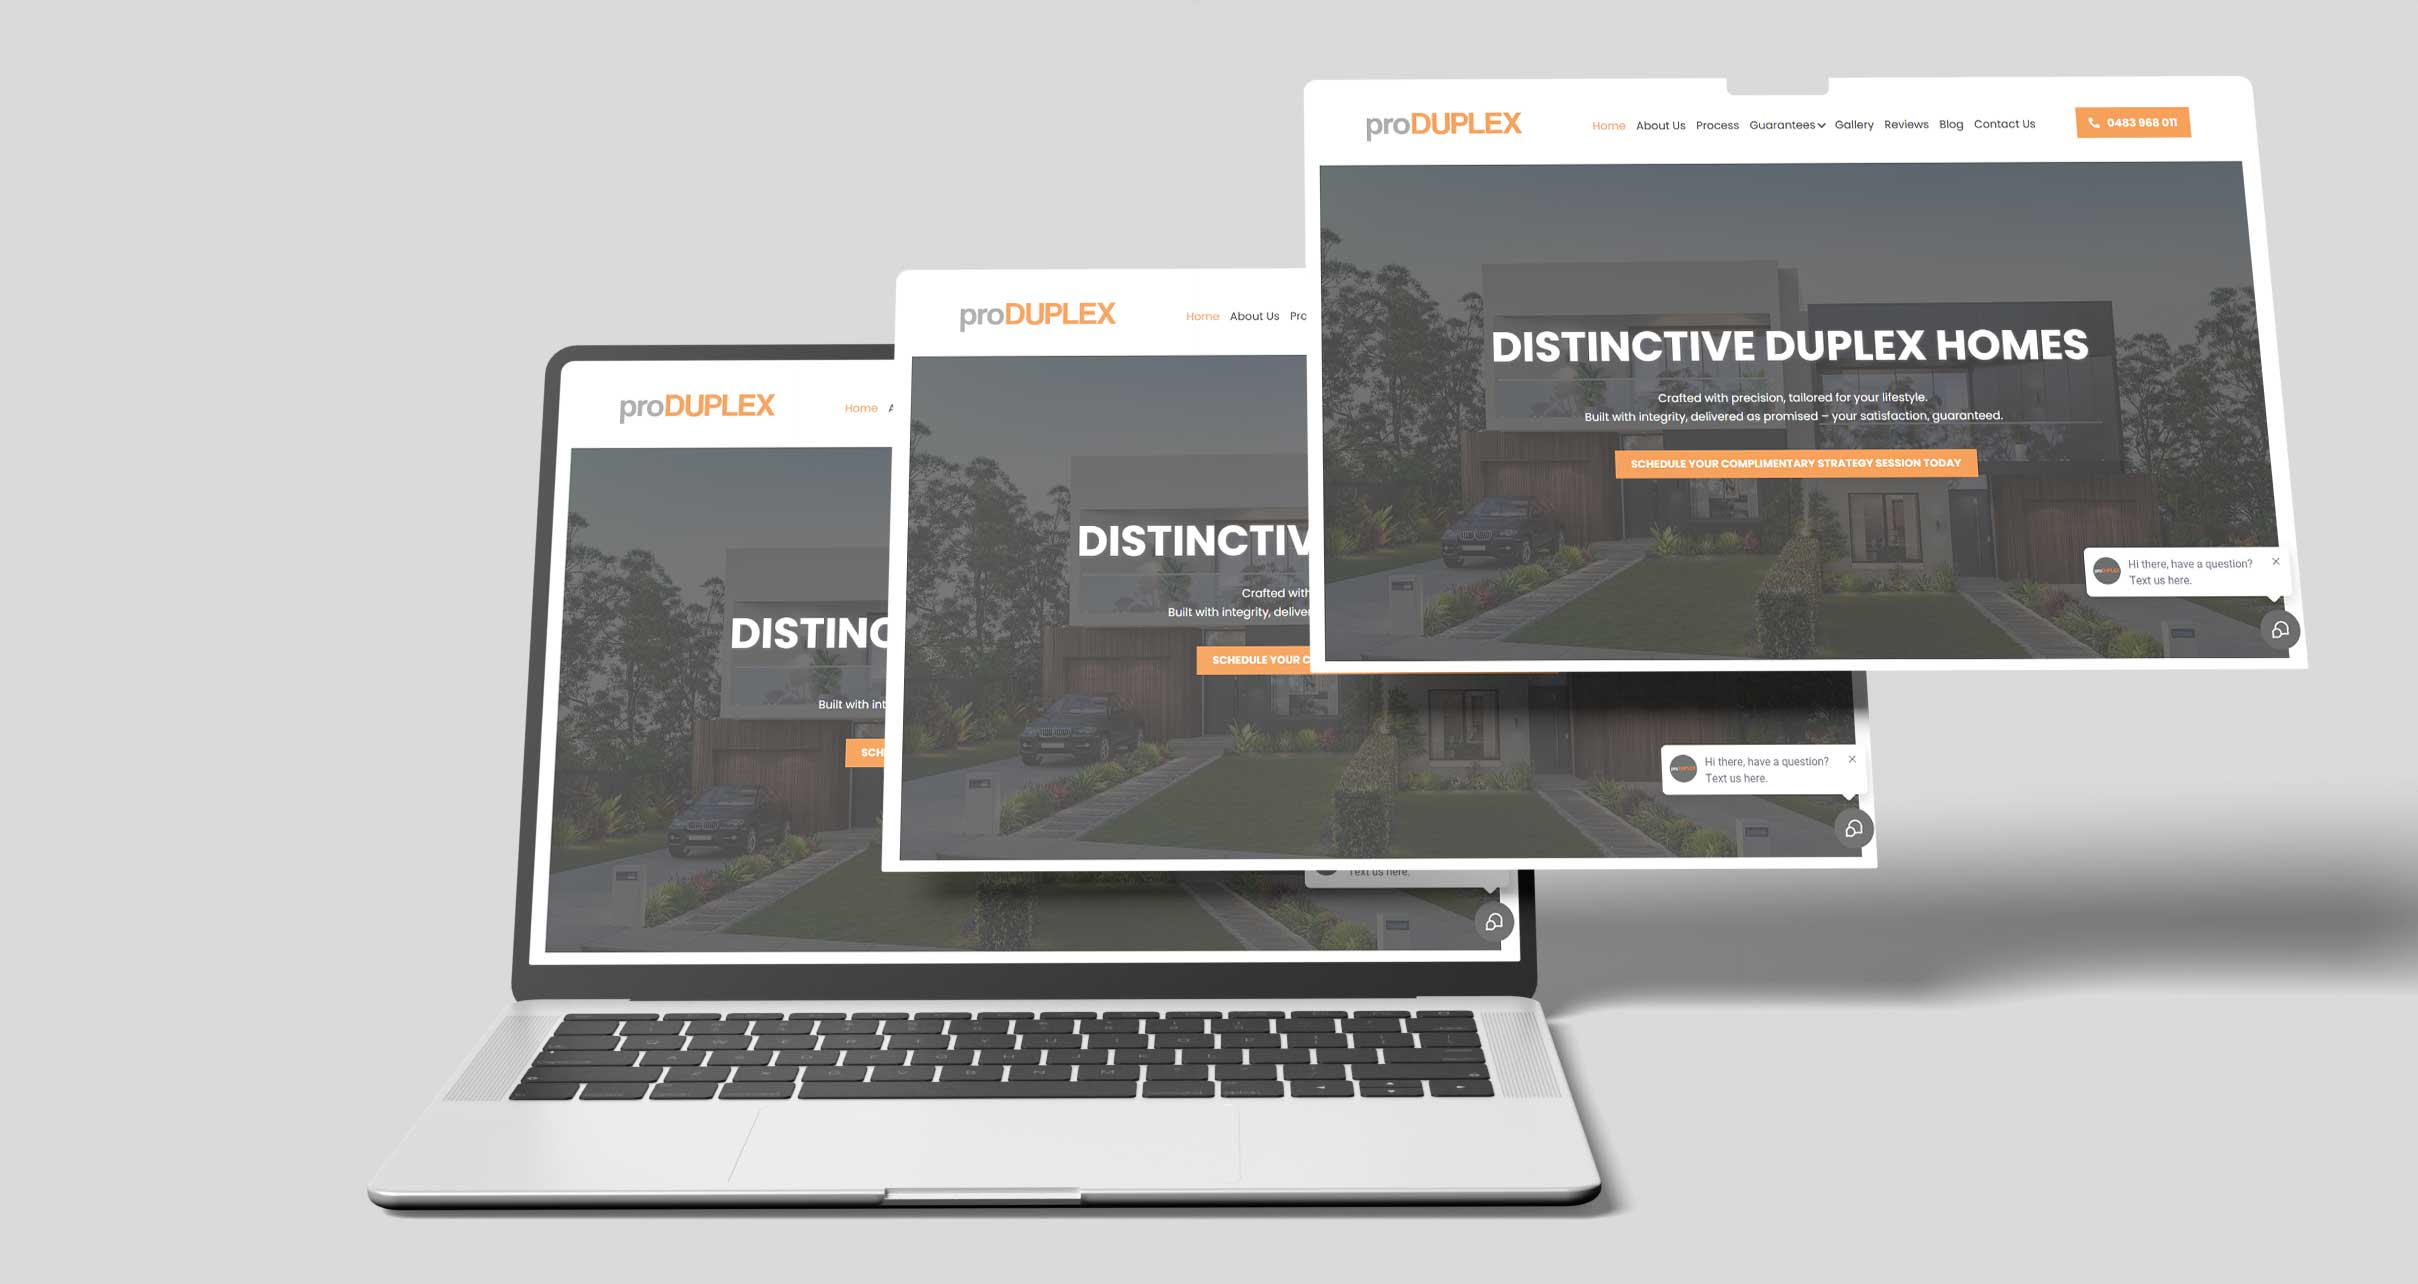 proDUPLEX
Home About Us Process Guarantees Gallery Reviews Blog Contact Us
0483 968 011
DISTINCTIVE DUPLEX HOMES
Crafted with precision, tailored for your lifestyle.
Built with integrity, delivered as promised – your satisfaction, guaranteed.
SCHEDULE YOUR COMPLIMENTARY STRATEGY SESSION TODAY
Hi there, have a question?
Text us here.
proDUPLEX
Home About Us Pro
DISTINCTIV
Crafted with
Built with integrity, deliver
SCHEDULE YOUR C
Hi there, have a question?
Text us here.
proDUPLEX
Home A
DISTINC
Built with int
SCH
Text us here.